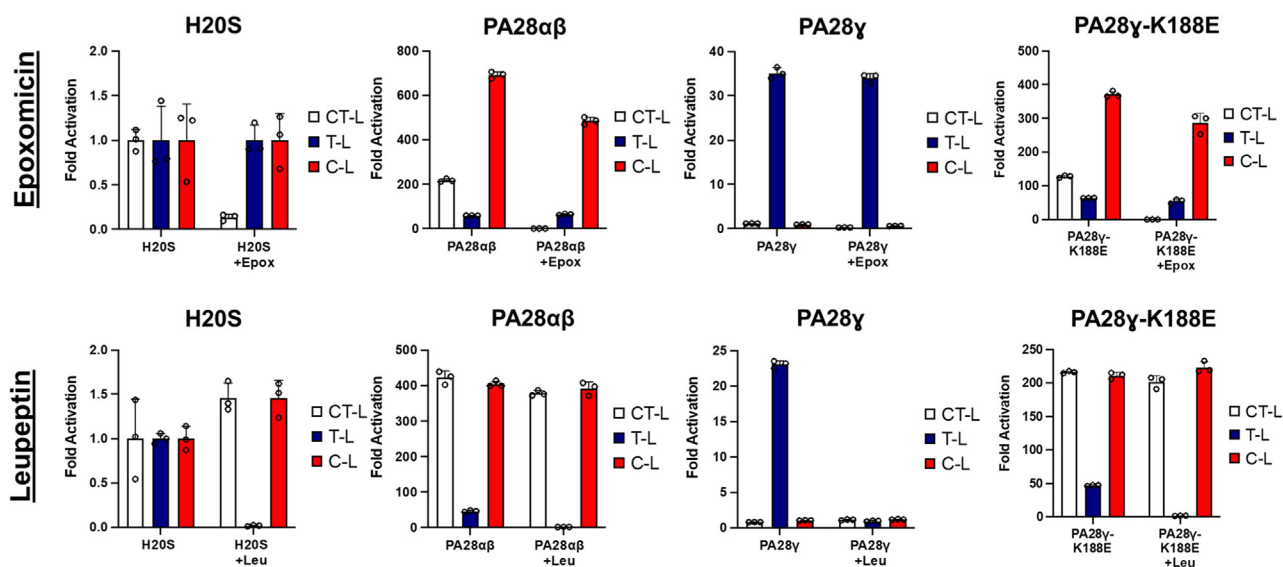 Epoxomicin
H20S
Fold Activation
2.0
1.5
1.0
0.5
0.0
H20S
H20S
+Epox
CT-L
T-L
C-L
PA28αβ
Fold Activation
800
600
400
200
0
PA28αβ
PA28αβ
+Epox
CT-L
T-L
C-L
PA28ɣ
Fold Activation
40
30
20
10
0
PA28γ
PA28γ
+Epox
CT-L
T-L
C-L
PA28ɣ-K188E
Fold Activation
500
400
300
200
100
0
PA28γ-
K188E
PA28γ-
K188E
+Epox
CT-L
T-L
C-L
Leupeptin
H20S
Fold Activation
2.0
1.5
1.0
0.5
0.0
H20S
H20S
+Leu
CT-L
T-L
C-L
PA28αβ
Fold Activation
500
400
300
200
100
0
PA28αβ
PA28αβ
+Leu
CT-L
T-L
C-L
PA28ɣ
Fold Activation
25
20
15
10
5
0
PA28γ
PA28γ
+Leu
CT-L
T-L
C-L
PA28ɣ-K188E
Fold Activation
250
200
150
100
50
0
PA28γ-
K188E
PA28γ-
K188E
+Leu
CT-L
T-L
C-L